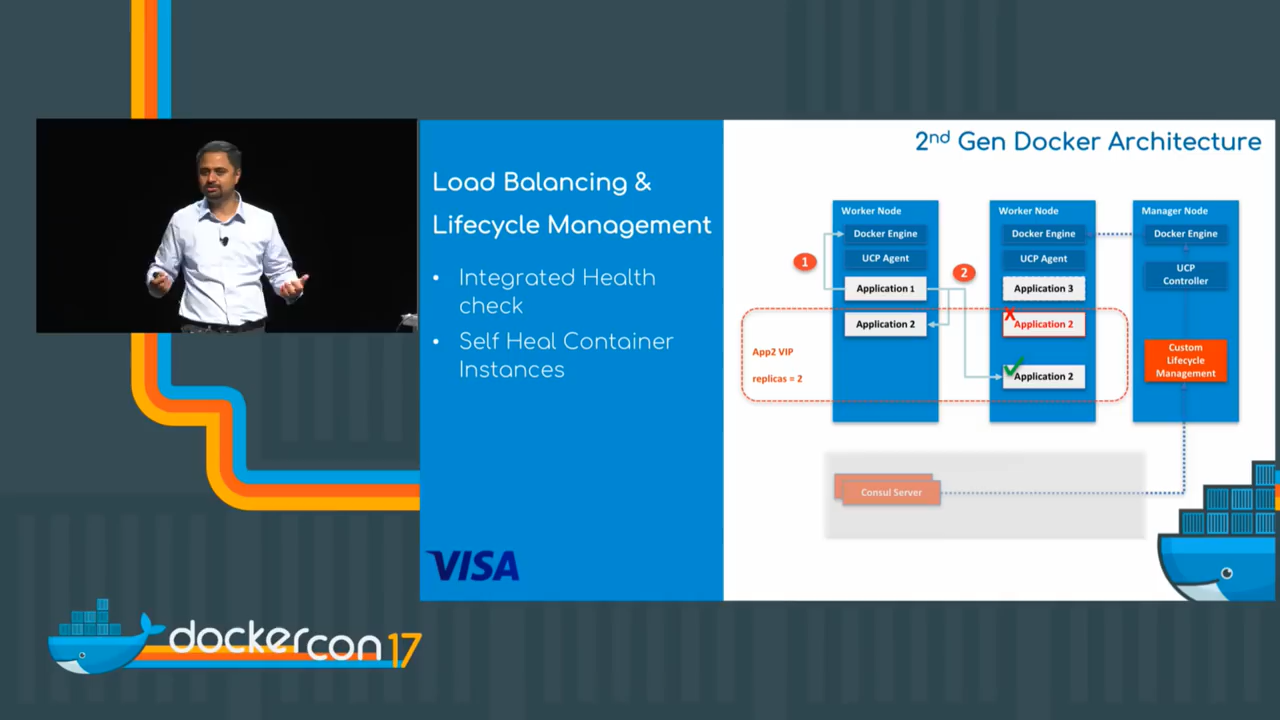 2nd Gen Docker Architecture
Load Balancing &
Lifecycle Management
• Integrated Health
check
• Self Heal Container
Instances
VISA
Worker Node
Docker Engine
UCP Agent
Application 1
Application 2
Worker Node
Docker Engine
UCP Agent
Application 3
X
Application 2
Application 2
Manager Node
Docker Engine
UCP
Controller
Custom
Lifecycle
Management
1
2
App2 VIP
replicas = 2
Consul Server
dockercon 17